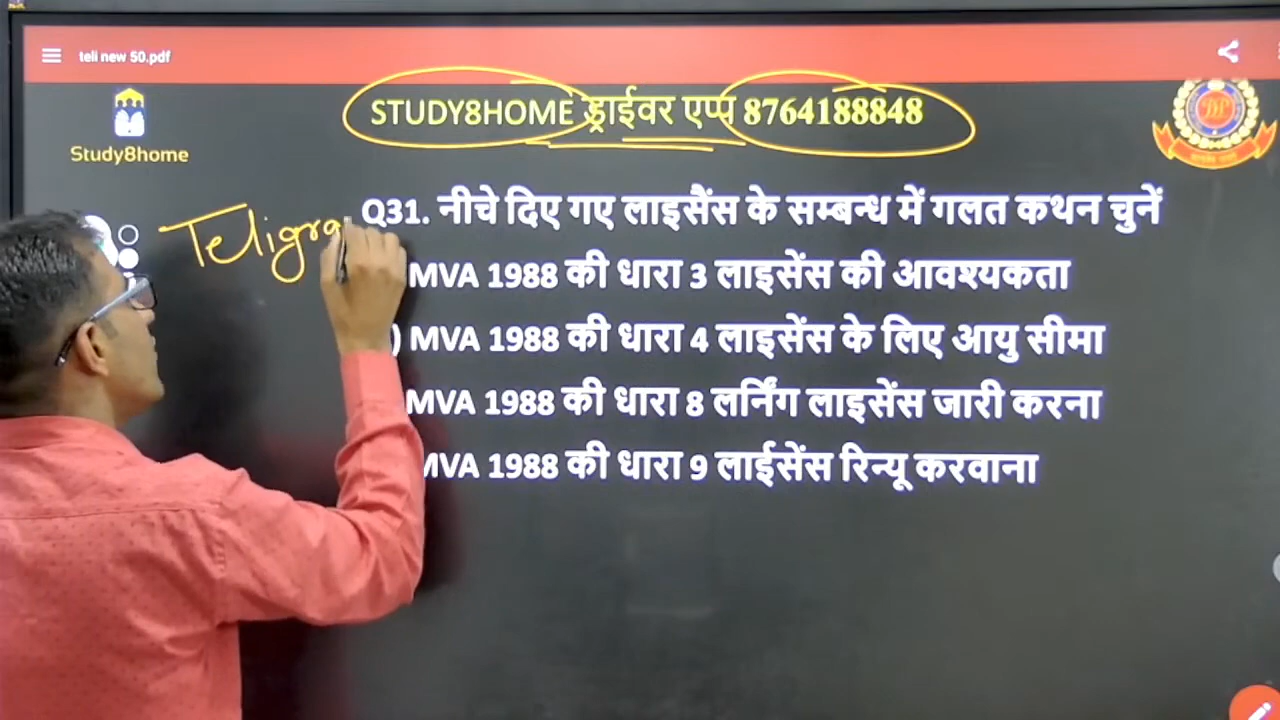 teli new 50.pdf
STUDY8HOME ड्राईवर एप्प 8764188848
Study8home
Teligra
Q31. नीचे दिए गए लाइसैंस के सम्बन्ध में गलत कथन चुनें
MVA 1988 की धारा 3 लाइसेंस की आवश्यकता
) MVA 1988 की धारा 4 लाइसेंस के लिए आयु सीमा
MVA 1988 की धारा 8 लर्निंग लाइसेंस जारी करना
MVA 1988 की धारा 9 लाईसेंस रिन्यू करवाना